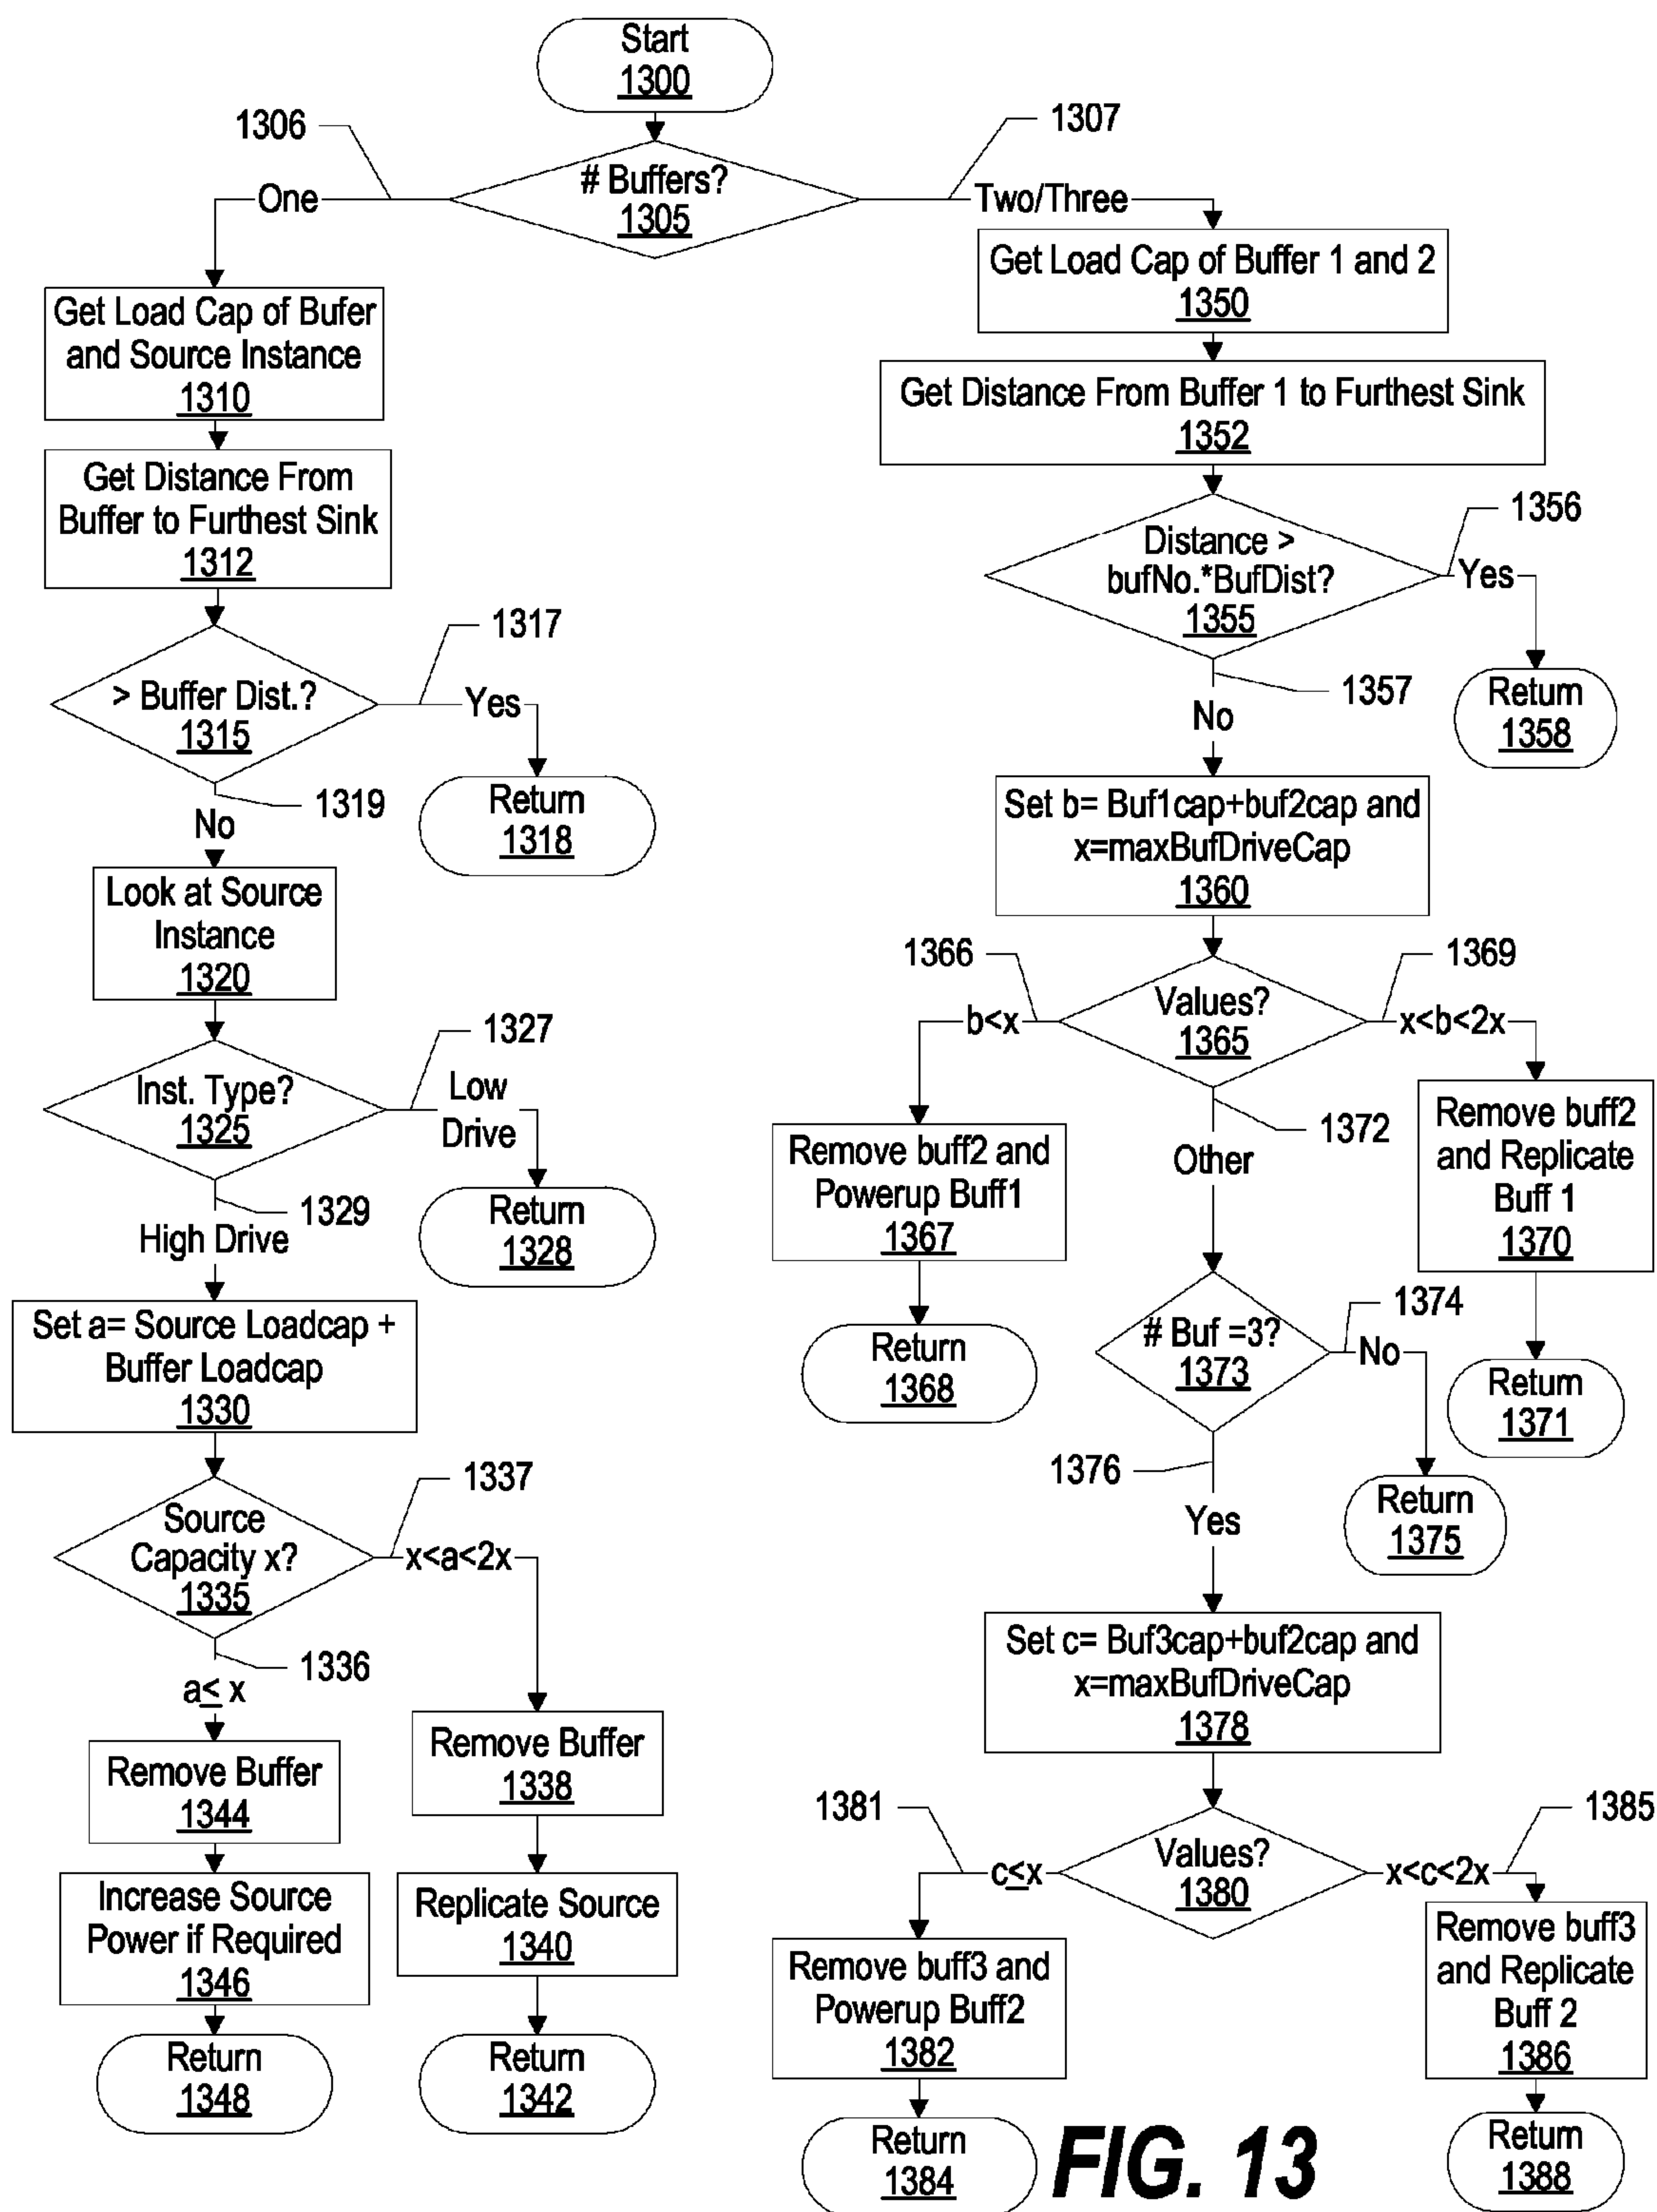 Start
1300
1306
1307
# Buffers?
1305
One
Two/Three
Get Load Cap of Bufer
and Source Instance
1310
Get Distance From
Buffer to Furthest Sink
1312
> Buffer Dist.?
1315
1317
Yes
Return
1318
1319
No
Look at Source
Instance
1320
Inst. Type?
1325
1327
Low
Drive
Return
1328
1329
High Drive
Set a= Source Loadcap +
Buffer Loadcap
1330
Source
Capacity x?
1335
1337
x<a<2x
1336
a≤ x
Remove Buffer
1344
Increase Source
Power if Required
1346
Return
1348
Remove Buffer
1338
Replicate Source
1340
Return
1342
Get Load Cap of Buffer 1 and 2
1350
Get Distance From Buffer 1 to Furthest Sink
1352
Distance >
bufNo.*BufDist?
1355
1356
Yes
Return
1358
1357
No
Set b= Buf1cap+buf2cap and
x=maxBufDriveCap
1360
Values?
1365
1366
b<x
Remove buff2 and
Powerup Buff1
1367
Return
1368
1369
x<b<2x
Remove buff2
and Replicate
Buff 1
1370
Return
1371
1372
Other
# Buf =3?
1373
1374
No
Return
1375
1376
Yes
Set c= Buf3cap+buf2cap and
x=maxBufDriveCap
1378
Values?
1380
1381
c≤x
Remove buff3 and
Powerup Buff2
1382
Return
1384
1385
x<c<2x
Remove buff3
and Replicate
Buff 2
1386
Return
1388
FIG. 13